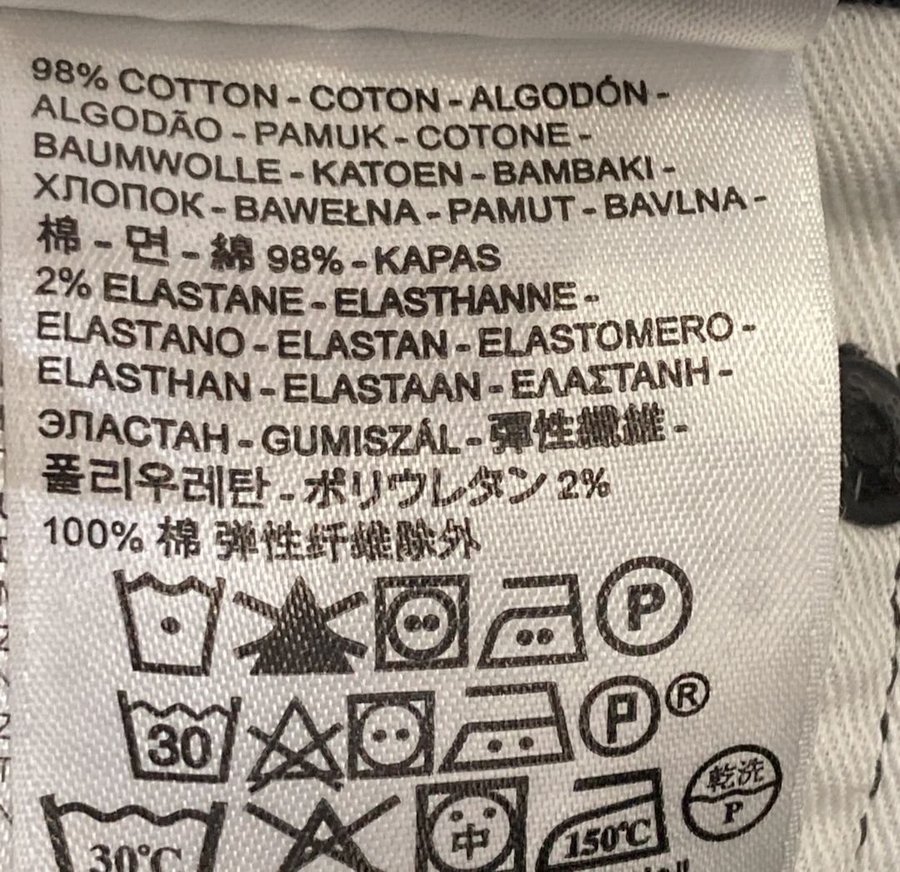 98% COTTON - COTON - ALGODÓN -
ALGODÃO - PAMUK - COTONE -
BAUMWOLLE - KATOEN - BAMBAKI -
ХЛОПОК - BAWEŁNA - PAMUT - BAVLNA -
棉 - 면 - 綿 98% - KAPAS
2% ELASTANE - ELASTHANNE -
ELASTANO - ELASTAN - ELASTOMERO -
ELASTHAN - ELASTAAN - ΕΛΑΣΤΑΝΗ -
ЭЛАСТАН - GUMISZÁL - 彈性纖維 -
폴리우레탄 - ポリウレタン 2%
100% 棉 弹性纤维除外
P
30 P ®
30°C 中 150°C 乾洗 P